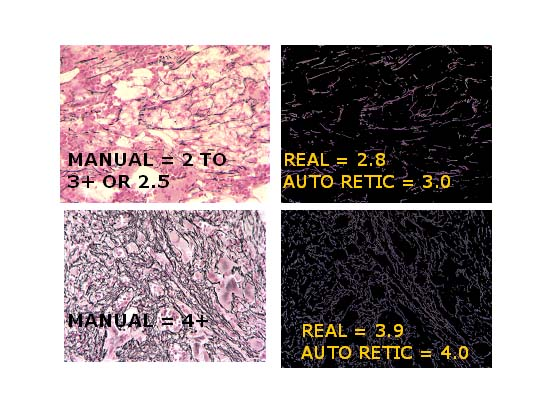 MANUAL = 2 TO
3+ OR 2.5
REAL = 2.8
AUTO RETIC = 3.0
MANUAL = 4+
REAL = 3.9
AUTO RETIC = 4.0